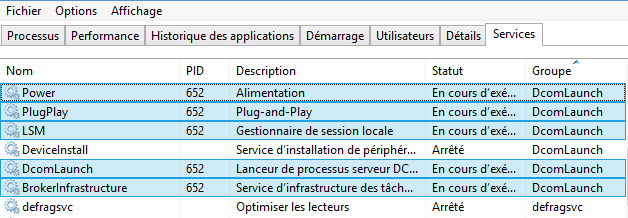 Fichier Options Affichage
Processus Performance Historique des applications Démarrage Utilisateurs Détails Services
Nom PID Description Statut Groupe
Power 652 Alimentation En cours d'exé... DcomLaunch
PlugPlay 652 Plug-and-Play En cours d'exé... DcomLaunch
LSM 652 Gestionnaire de session locale En cours d'exé... DcomLaunch
DeviceInstall Service d'installation de périphér... Arrêté DcomLaunch
DcomLaunch 652 Lanceur de processus serveur DC... En cours d'exé... DcomLaunch
BrokerInfrastructure 652 Service d'infrastructure des tâch... En cours d'exé... DcomLaunch
defragsvc Optimiser les lecteurs Arrêté defragsvc